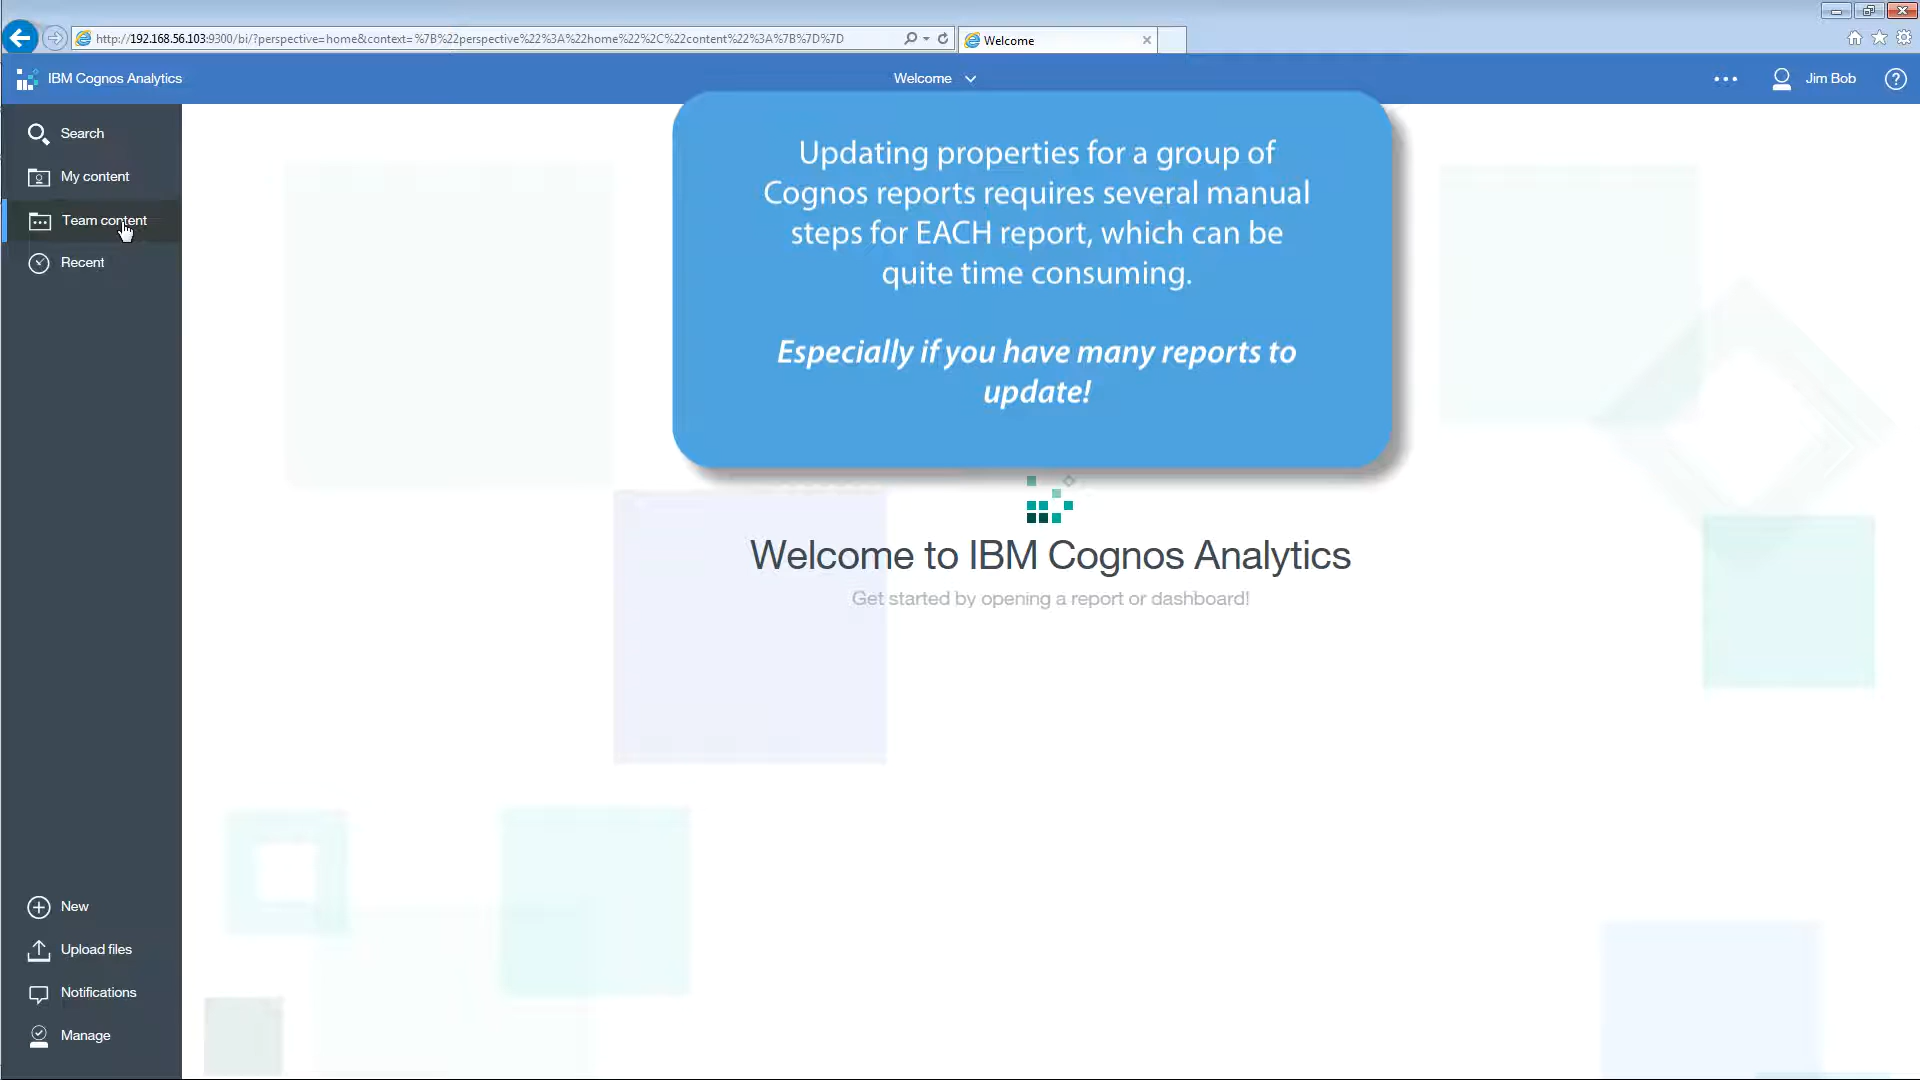 http://192.168.56.103:9300/bi/?perspective=home&context=%7B%22perspective%22%3A%22home%22%2C%22content%22%3A%7B%7D%7D
Welcome
IBM Cognos Analytics
Welcome
Jim Bob
Search
My content
Team content
Recent
Updating properties for a group of
Cognos reports requires several manual
steps for EACH report, which can be
quite time consuming.
Especially if you have many reports to
update!
Welcome to IBM Cognos Analytics
Get started by opening a report or dashboard!
New
Upload files
Notifications
Manage